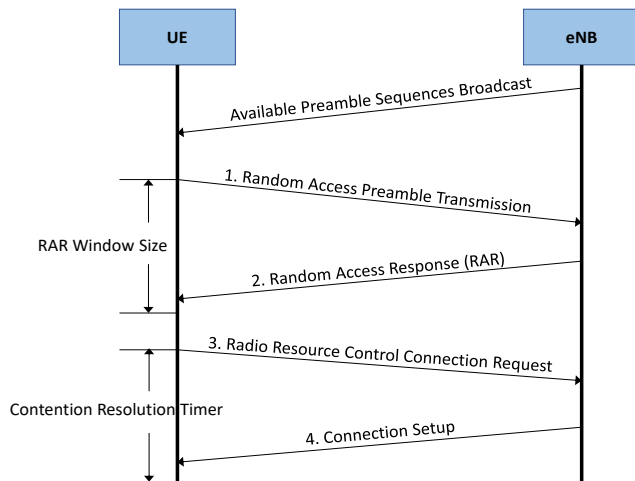 UE
eNB
Available Preamble Sequences Broadcast
1. Random Access Preamble Transmission
RAR Window Size
2. Random Access Response (RAR)
3. Radio Resource Control Connection Request
Contention Resolution Timer
4. Connection Setup